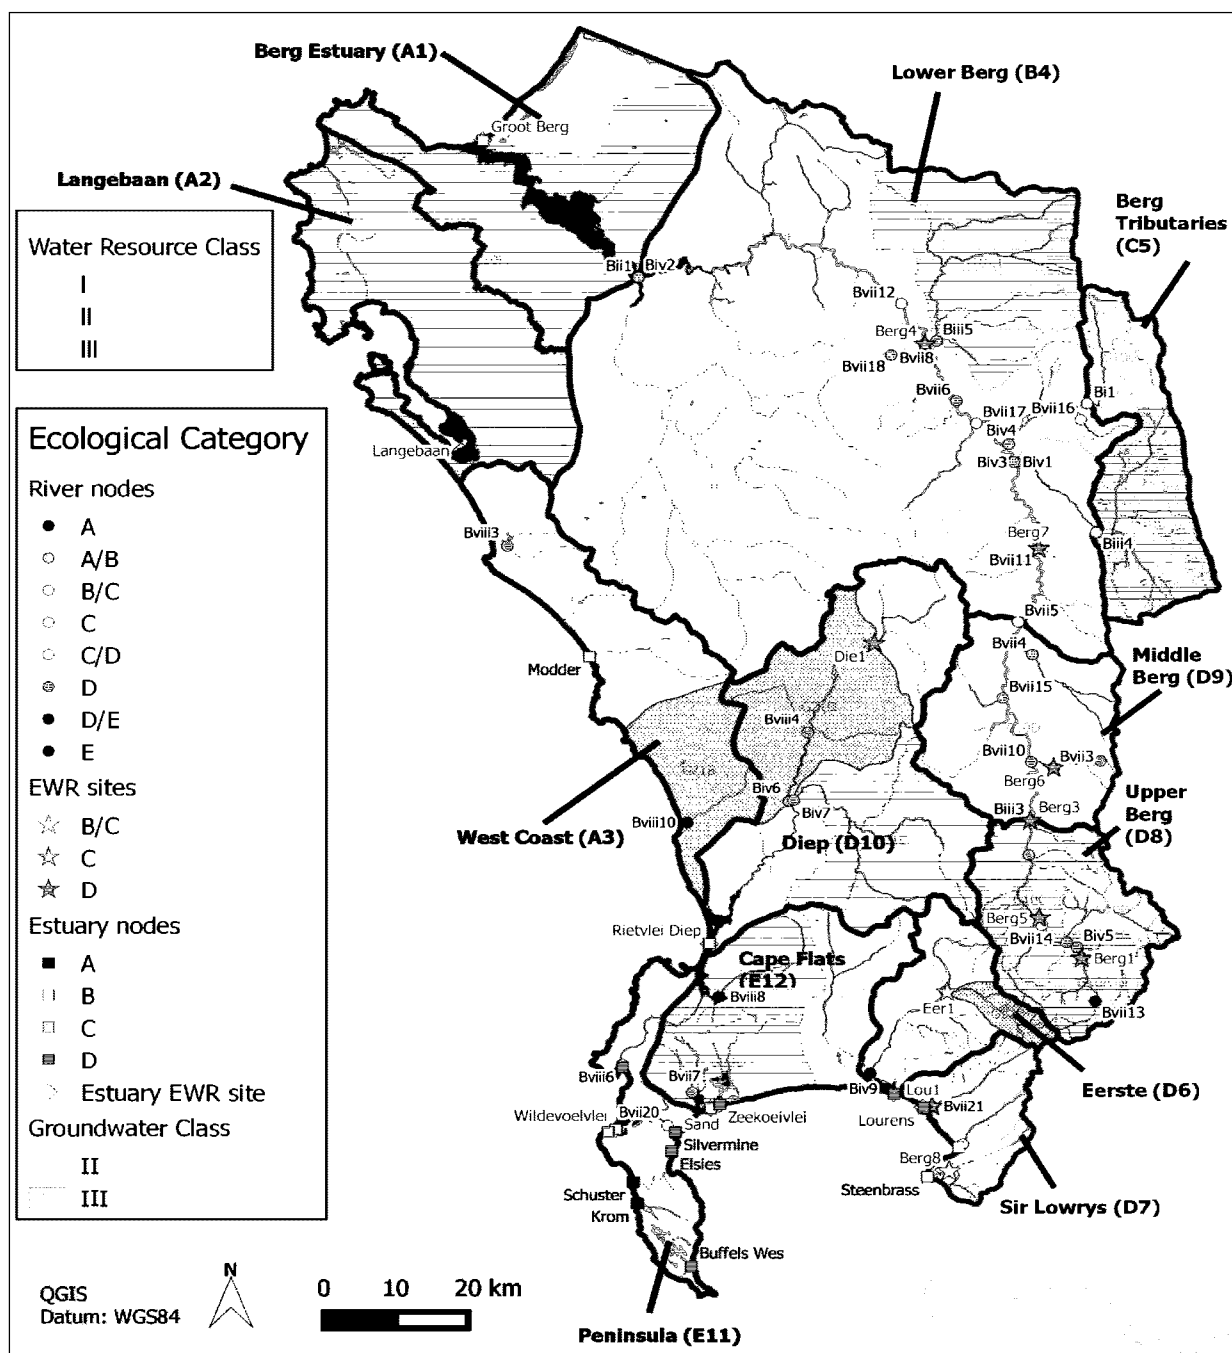 Berg Estuary (A1)
Lower Berg (B4)
Groot Berg
Langebaan (A2)
Berg
Tributaries
(C5)
Water Resource Class
I
II
III
Bii1
Biv2
Bvii12
Berg4
Biii5
Bvii18
Bvii8
Bvii6
Bvii17
Bvii16
Bi1
Biv4
Biv3
Biv1
Langebaan
Ecological Category
River nodes
A
A/B
B/C
C
C/D
D
D/E
E
EWR sites
B/C
C
D
Estuary nodes
A
B
C
D
Estuary EWR site
Groundwater Class
II
III
Bviii3
Berg7
Bvii11
Biii4
Bvii5
Bvii4
Die1
Modder
Middle
Berg (D9)
Bvii15
Bviii4
Bvii10
Bvii3
Berg6
Biv6
Biv7
Biii3
Berg3
Upper
Berg
(D8)
Bviii10
West Coast (A3)
Diep (D10)
Berg5
Rietvlei Diep
Bvii14
Biv5
Berg1
Cape Flats
(E12)
Bviii8
Eer1
Bvii13
Bviii6
Bvii7
Biv9
Lou1
Eerste (D6)
Wildevoelvlei
Bvii20
Sand
Zeekoeivlei
Lourens
Bvii21
Silvermine
Elsies
Berg8
Steenbrass
Schuster
Krom
Sir Lowrys (D7)
Buffels Wes
Peninsula (E11)
QGIS
Datum: WGS84
N
0 10 20 km